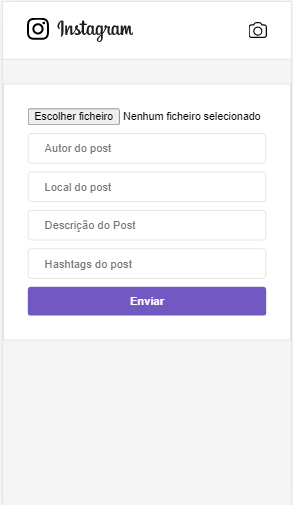 Instagram
Escolher ficheiro Nenhum ficheiro selecionado
Autor do post
Local do post
Descrição do Post
Hashtags do post
Enviar